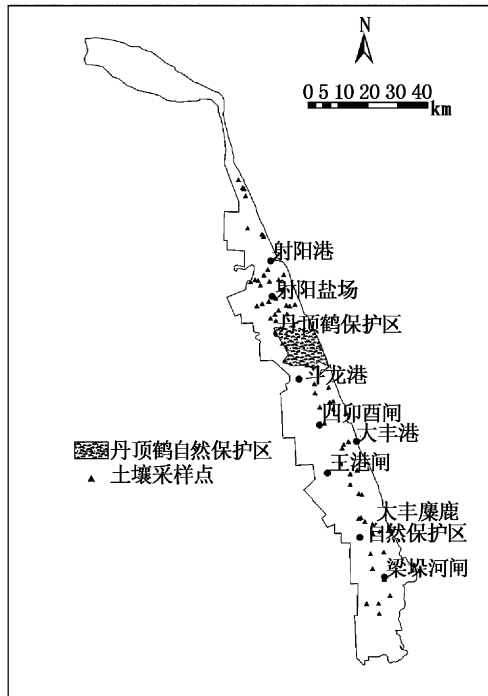 N
0 5 10 20 30 40
km
射阳港
射阳盐场
丹顶鹤保护区
斗龙港
四卯酉闸
大丰港
丹顶鹤自然保护区
王港闸
土壤采样点
大丰麋鹿
自然保护区
梁垛河闸